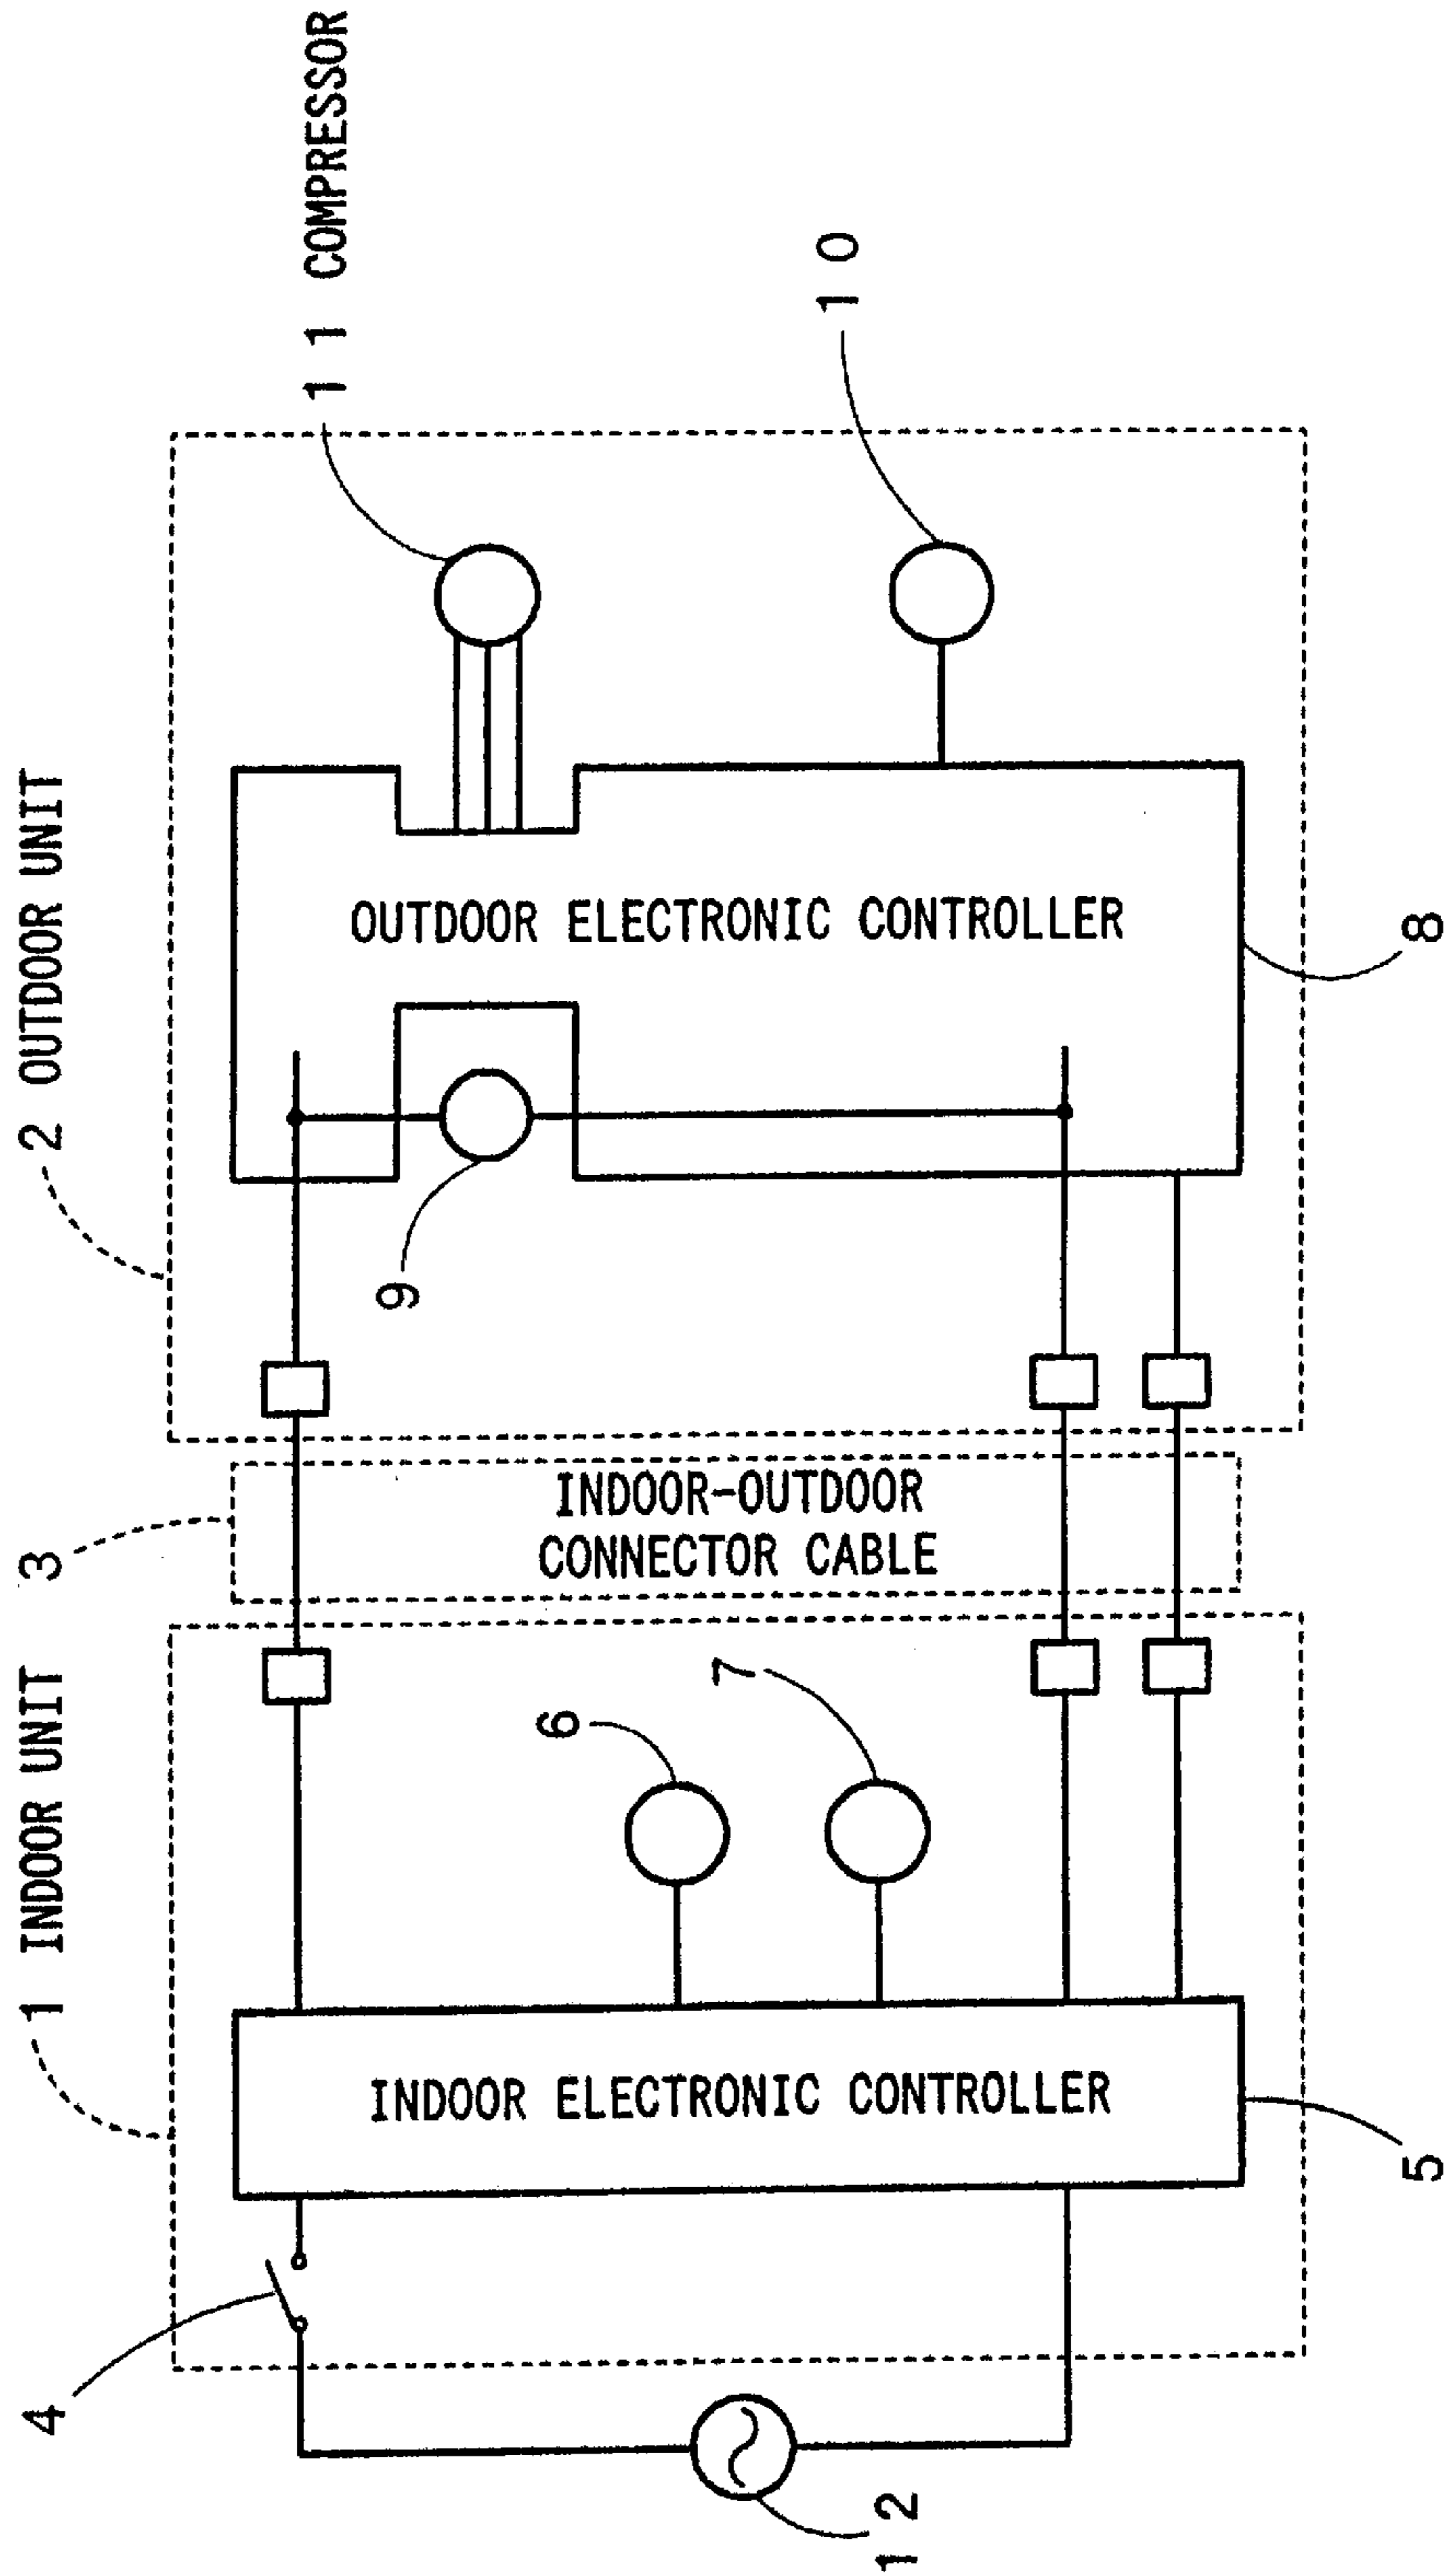 1 INDOOR UNIT
3
2 OUTDOOR UNIT
4
11 COMPRESSOR
9
6
7
10
INDOOR ELECTRONIC CONTROLLER
INDOOR-OUTDOOR
CONNECTOR CABLE
OUTDOOR ELECTRONIC CONTROLLER
12
5
8